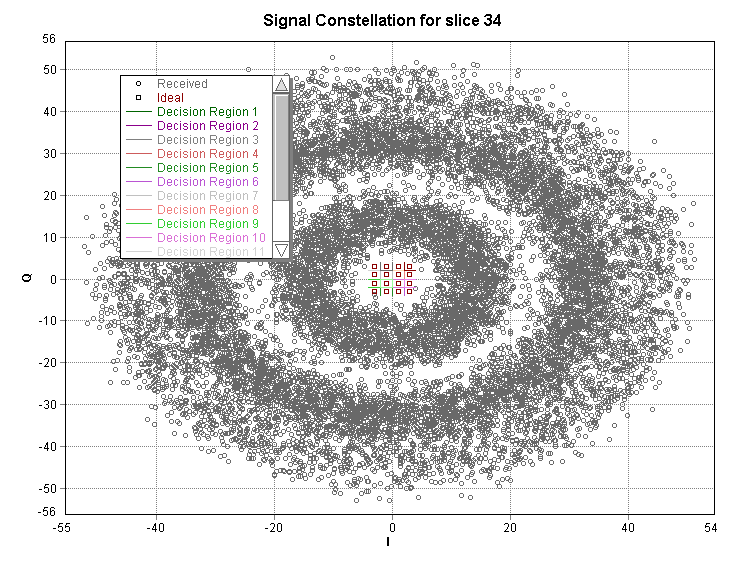 Signal Constellation for slice 34
56
50
40
30
20
10
0
-10
-20
-30
-40
-50
-56
Q
Received
Ideal
Decision Region 1
Decision Region 2
Decision Region 3
Decision Region 4
Decision Region 5
Decision Region 6
Decision Region 7
Decision Region 8
Decision Region 9
Decision Region 10
Decision Region 11
-55 -40 -20 0 20 40 54
I